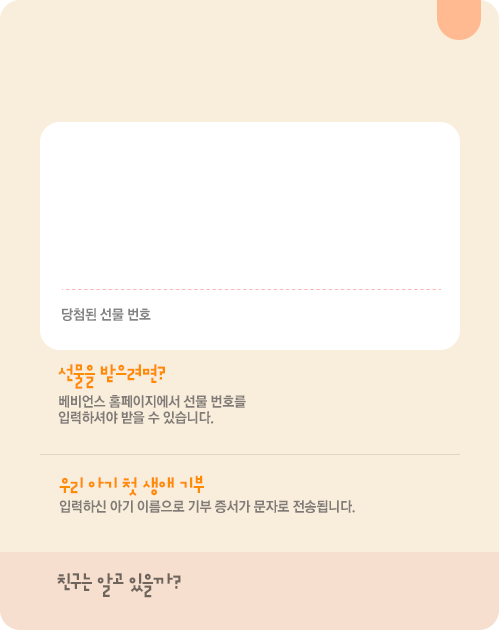 당첨된 선물 번호
선물을 받으려면?
베비언스 홈페이지에서 선물 번호를
입력하셔야 받을 수 있습니다.
우리 아기 첫 생애 기부
입력하신 아기 이름으로 기부 증서가 문자로 전송됩니다.
친구는 알고 있을까?